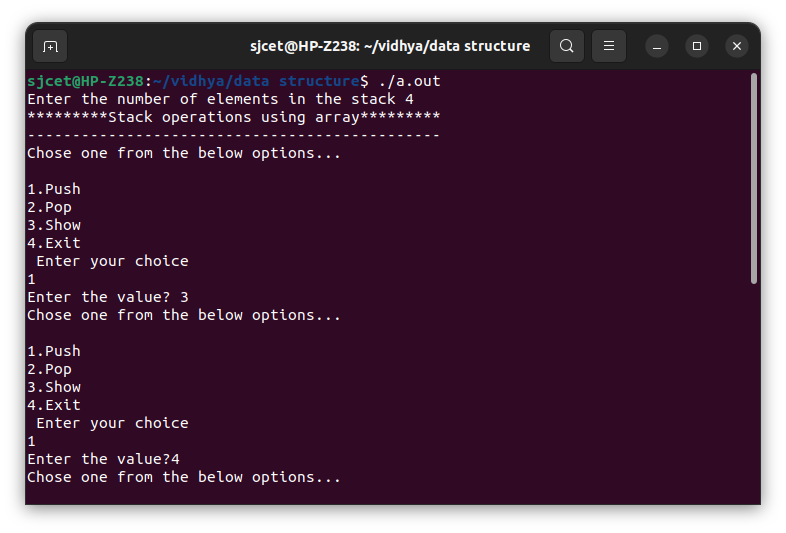 sjcet@HP-Z238: ~/vidhya/data structure
sjcet@HP-Z238:~/vidhya/data structure$ ./a.out
Enter the number of elements in the stack 4
*********Stack operations using array*********
----------------------------------------------
Chose one from the below options...
1.Push
2.Pop
3.Show
4.Exit
 Enter your choice
1
Enter the value? 3
Chose one from the below options...
1.Push
2.Pop
3.Show
4.Exit
 Enter your choice
1
Enter the value?4
Chose one from the below options...